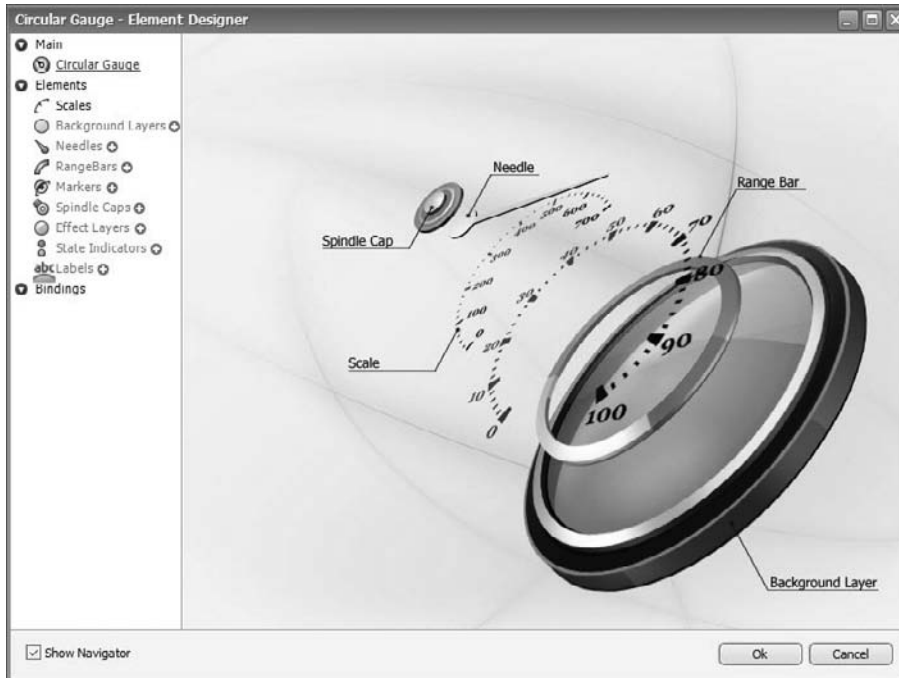 Circular Gauge - Element Designer
Main
Circular Gauge
Elements
Scales
Background Layers
Needles
RangeBars
Markers
Spindle Caps
Effect Layers
State Indicators
abc Labels
Bindings
Needle
Range Bar
Spindle Cap
Scale
Background Layer
0
100
200
300
400
500
600
700
0
10
20
30
40
50
60
70
80
90
100
Show Navigator
Ok
Cancel